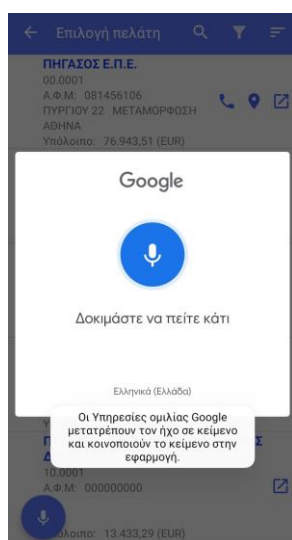 Επιλογή πελάτη
ΠΗΓΑΣΟΣ Ε.Π.Ε.
00.0001
Α.Φ.Μ: 081456106
ΠΥΡΓΙΟΥ 22 ΜΕΤΑΜΟΡΦΩΣΗ
ΑΘΗΝΑ
Υπόλοιπο: 76.943,51 (EUR)
Google
Δοκιμάστε να πείτε κάτι
Ελληνικά (Ελλάδα)
Οι Υπηρεσίες ομιλίας Google
μετατρέπουν τον ήχο σε κείμενο
και κοινοποιούν το κείμενο στην
εφαρμογή.
10.0001
Α.Φ.Μ: 000000000
Υπόλοιπο: 13.433,29 (EUR)